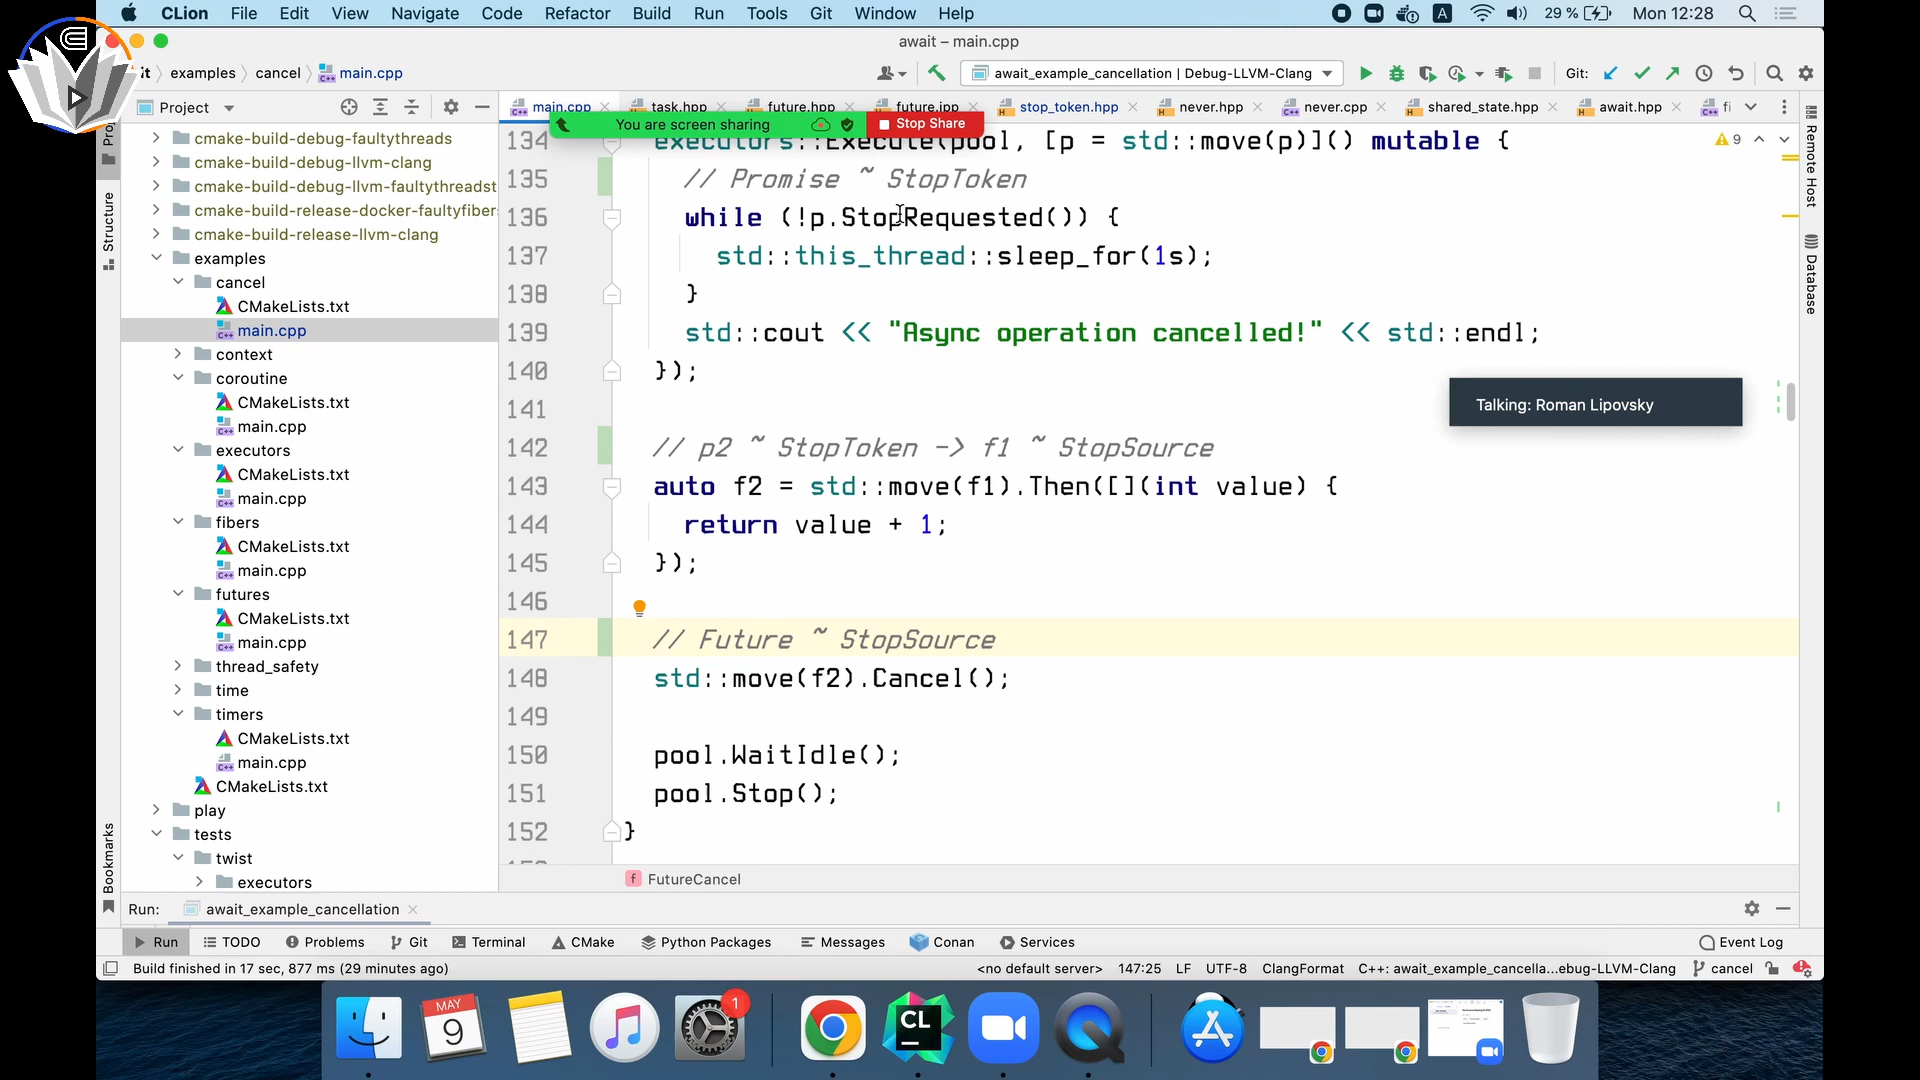 CLion File Edit View Navigate Code Refactor Build Run Tools Git Window Help
A 29 % Mon 12:28
await – main.cpp
it examples cancel main.cpp
await_example_cancellation | Debug-LLVM-Clang Git:
Project
main.cpp task.hpp future.hpp future.ipp stop_token.hpp never.hpp never.cpp shared_state.hpp await.hpp fi
You are screen sharing Stop Share
9
cmake-build-debug-faultythreads
cmake-build-debug-llvm-clang
cmake-build-debug-llvm-faultythreadst
cmake-build-release-docker-faultyfibers
cmake-build-release-llvm-clang
examples
cancel
CMakeLists.txt
main.cpp
context
coroutine
CMakeLists.txt
main.cpp
executors
CMakeLists.txt
main.cpp
fibers
CMakeLists.txt
main.cpp
futures
CMakeLists.txt
main.cpp
thread_safety
time
timers
CMakeLists.txt
main.cpp
CMakeLists.txt
play
tests
twist
executors
134 executors::Execute(pool, [p = std::move(p)]() mutable {
135 // Promise ~ StopToken
136 while (!p.StopRequested()) {
137 std::this_thread::sleep_for(1s);
138 }
139 std::cout << "Async operation cancelled!" << std::endl;
140 });
141
142 // p2 ~ StopToken -> f1 ~ StopSource
143 auto f2 = std::move(f1).Then([](int value) {
144 return value + 1;
145 });
146
147 // Future ~ StopSource
148 std::move(f2).Cancel();
149
150 pool.WaitIdle();
151 pool.Stop();
152 }
Talking: Roman Lipovsky
f FutureCancel
Structure
Bookmarks
Remote Host
Database
Run: await_example_cancellation
Run TODO Problems Git Terminal CMake Python Packages Messages Conan Services Event Log
Build finished in 17 sec, 877 ms (29 minutes ago) <no default server> 147:25 LF UTF-8 ClangFormat C++: await_example_cancella...ebug-LLVM-Clang cancel
MAY
9
1
CL